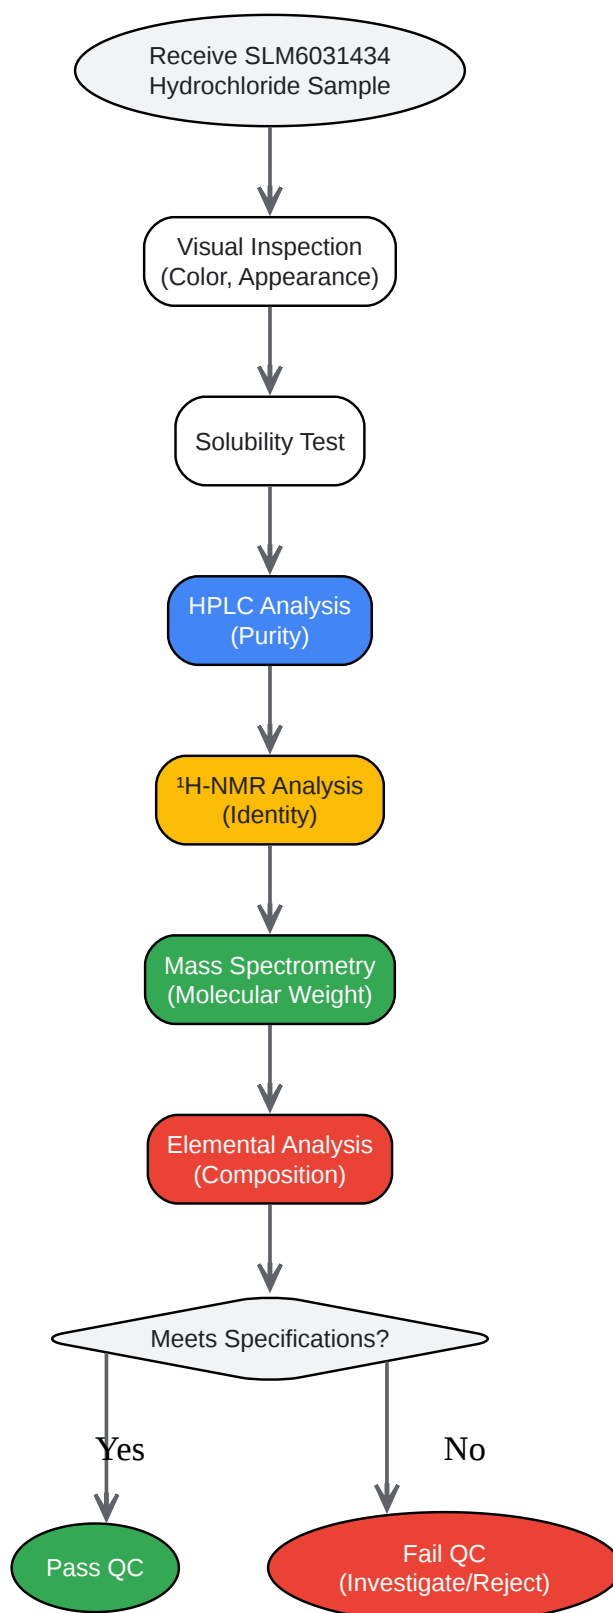 Receive SLM6031434
Hydrochloride Sample
Visual Inspection
(Color, Appearance)
Solubility Test
HPLC Analysis
(Purity)
¹H-NMR Analysis
(Identity)
Mass Spectrometry
(Molecular Weight)
Elemental Analysis
(Composition)
Meets Specifications?
Yes
No
Pass QC
Fail QC
(Investigate/Reject)